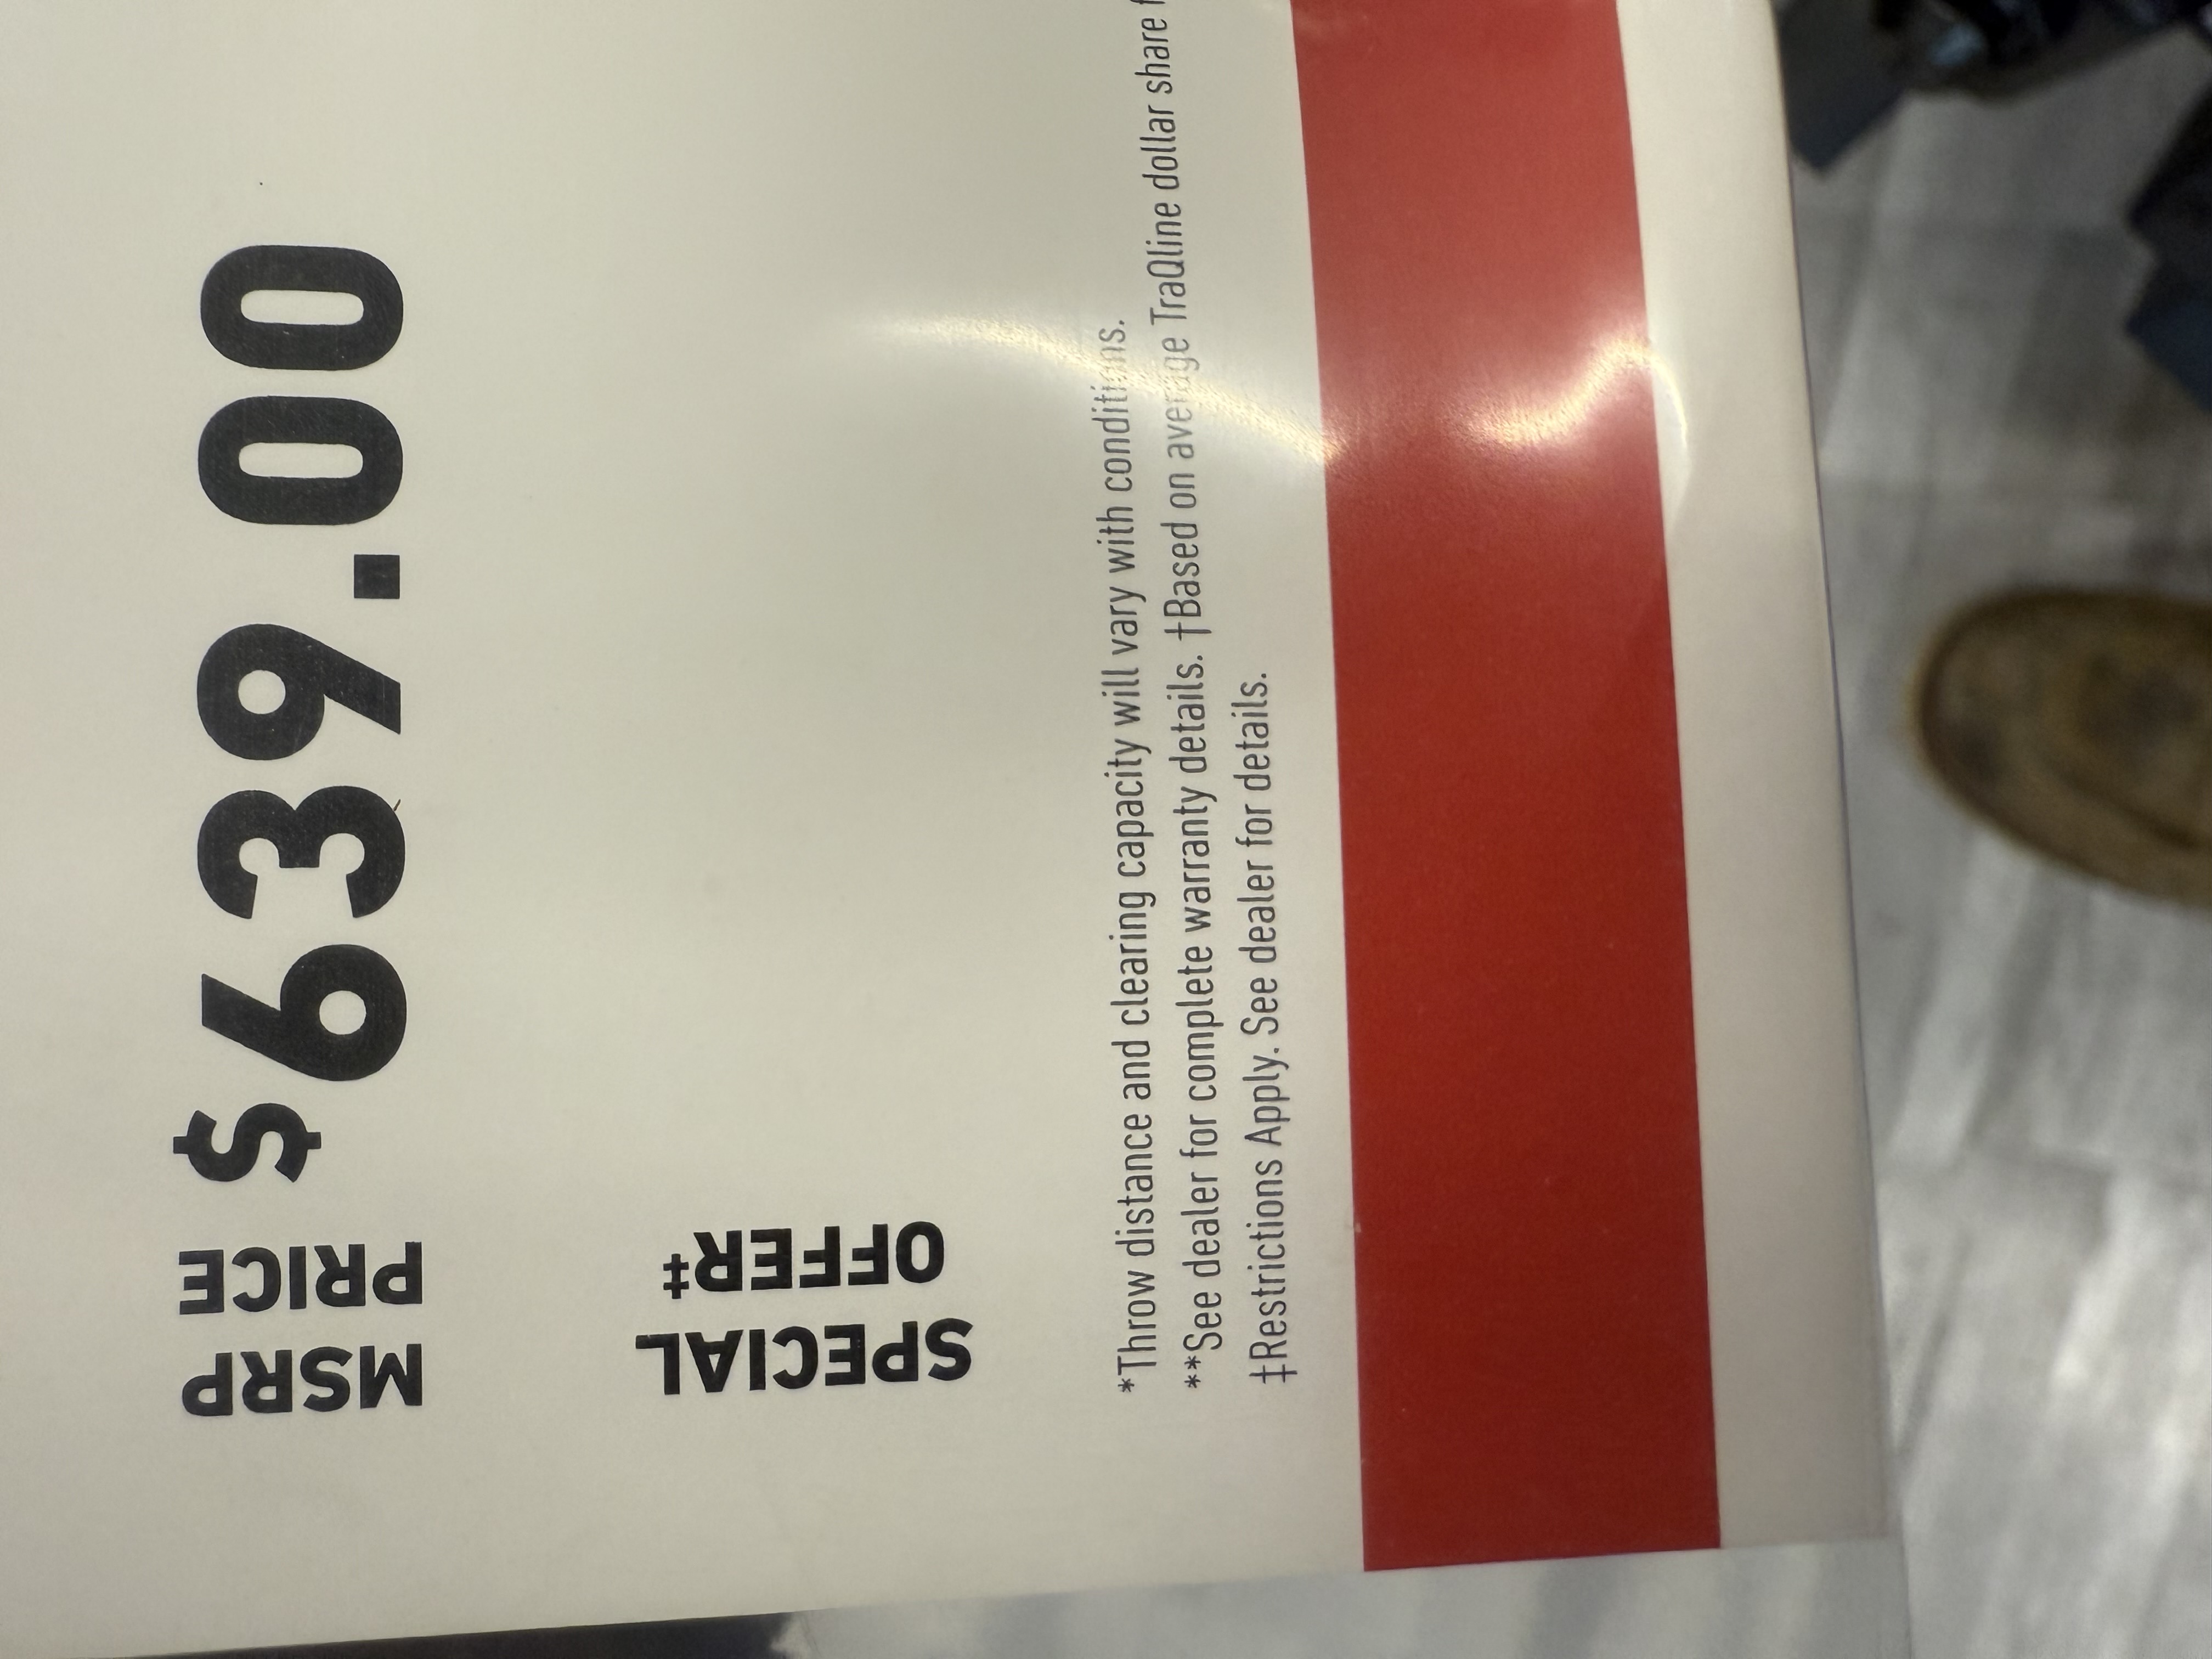 MSRP
PRICE
$639.00
SPECIAL
OFFER‡
*Throw distance and clearing capacity will vary with conditions.
**See dealer for complete warranty details. †Based on average TraQline dollar share
‡Restrictions Apply. See dealer for details.